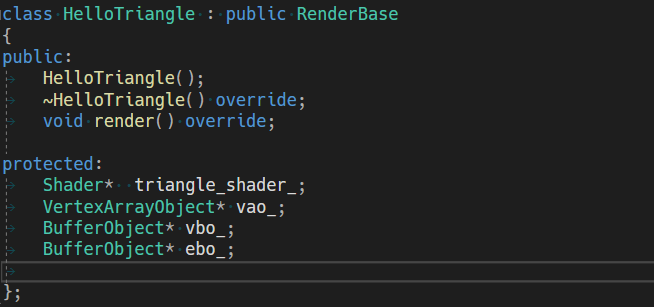 class HelloTriangle : public RenderBase
{
public:
    HelloTriangle();
    ~HelloTriangle() override;
    void render() override;
protected:
    Shader*  triangle_shader_;
    VertexArrayObject* vao_;
    BufferObject* vbo_;
    BufferObject* ebo_;
};